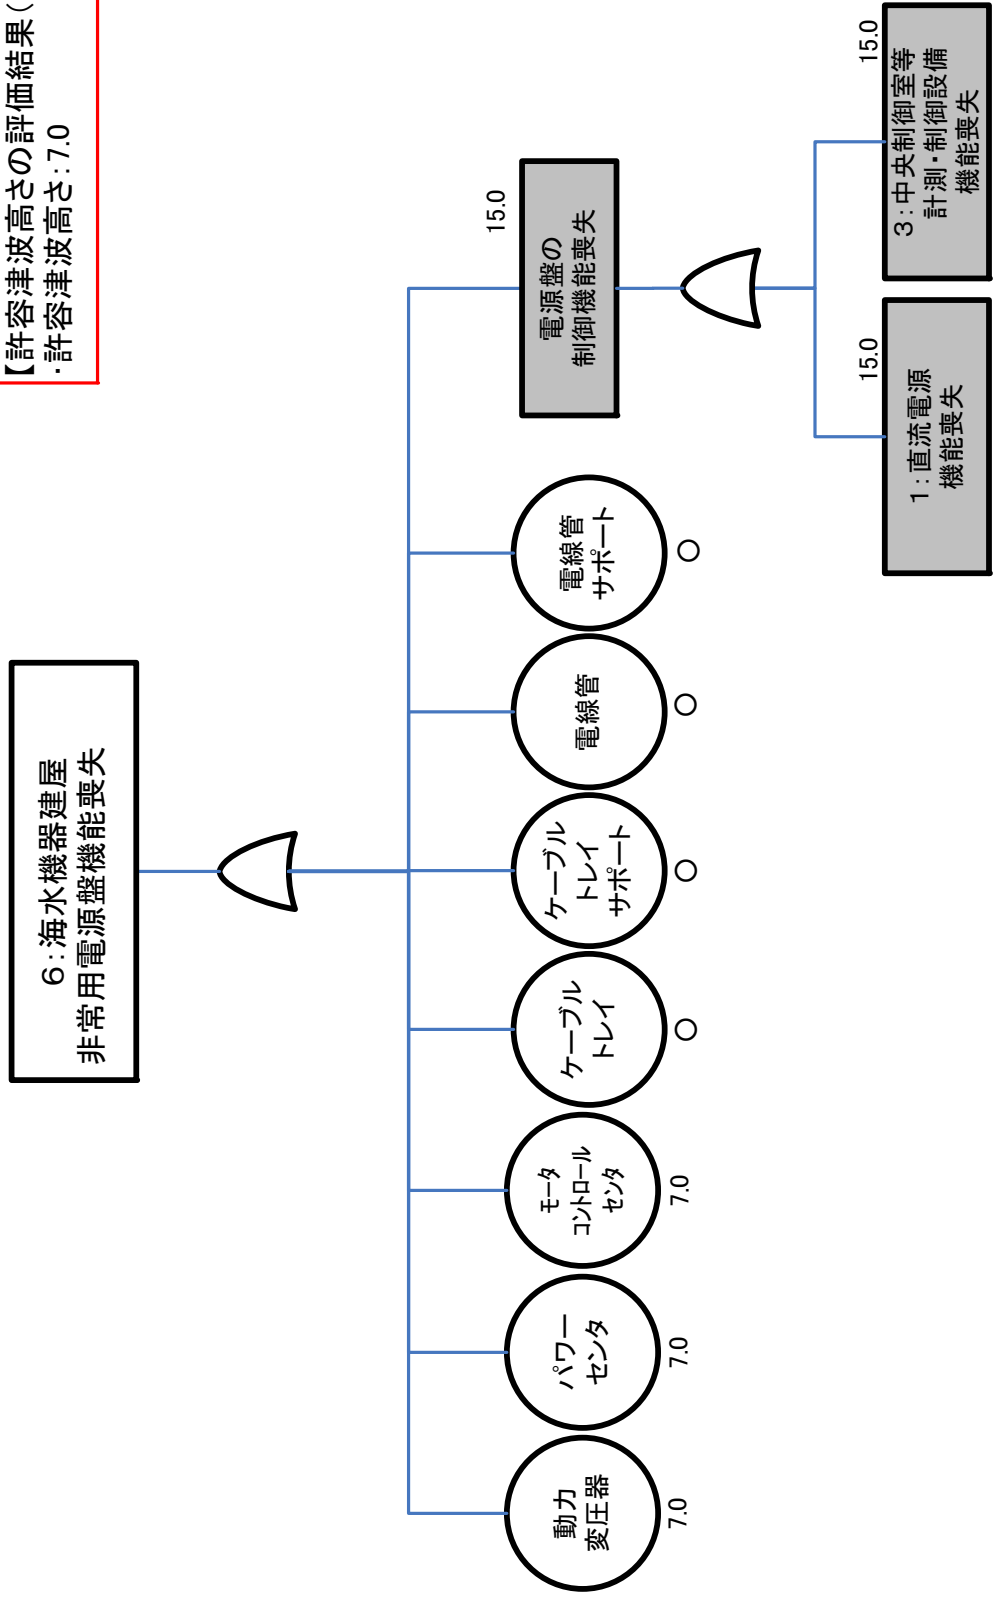 【許容津波高さの評価結果(
・許容津波高さ：7.0
6：海水機器建屋
非常用電源盤機能喪失
動力
変圧器
7.0
パワー
センタ
7.0
モータ
コントロール
センタ
7.0
ケーブル
トレイ
○
ケーブル
トレイ
サポート
○
電線管
○
電線管
サポート
○
15.0
電源盤の
制御機能喪失
15.0
1：直流電源
機能喪失
15.0
3：中央制御室等
計測・制御設備
機能喪失